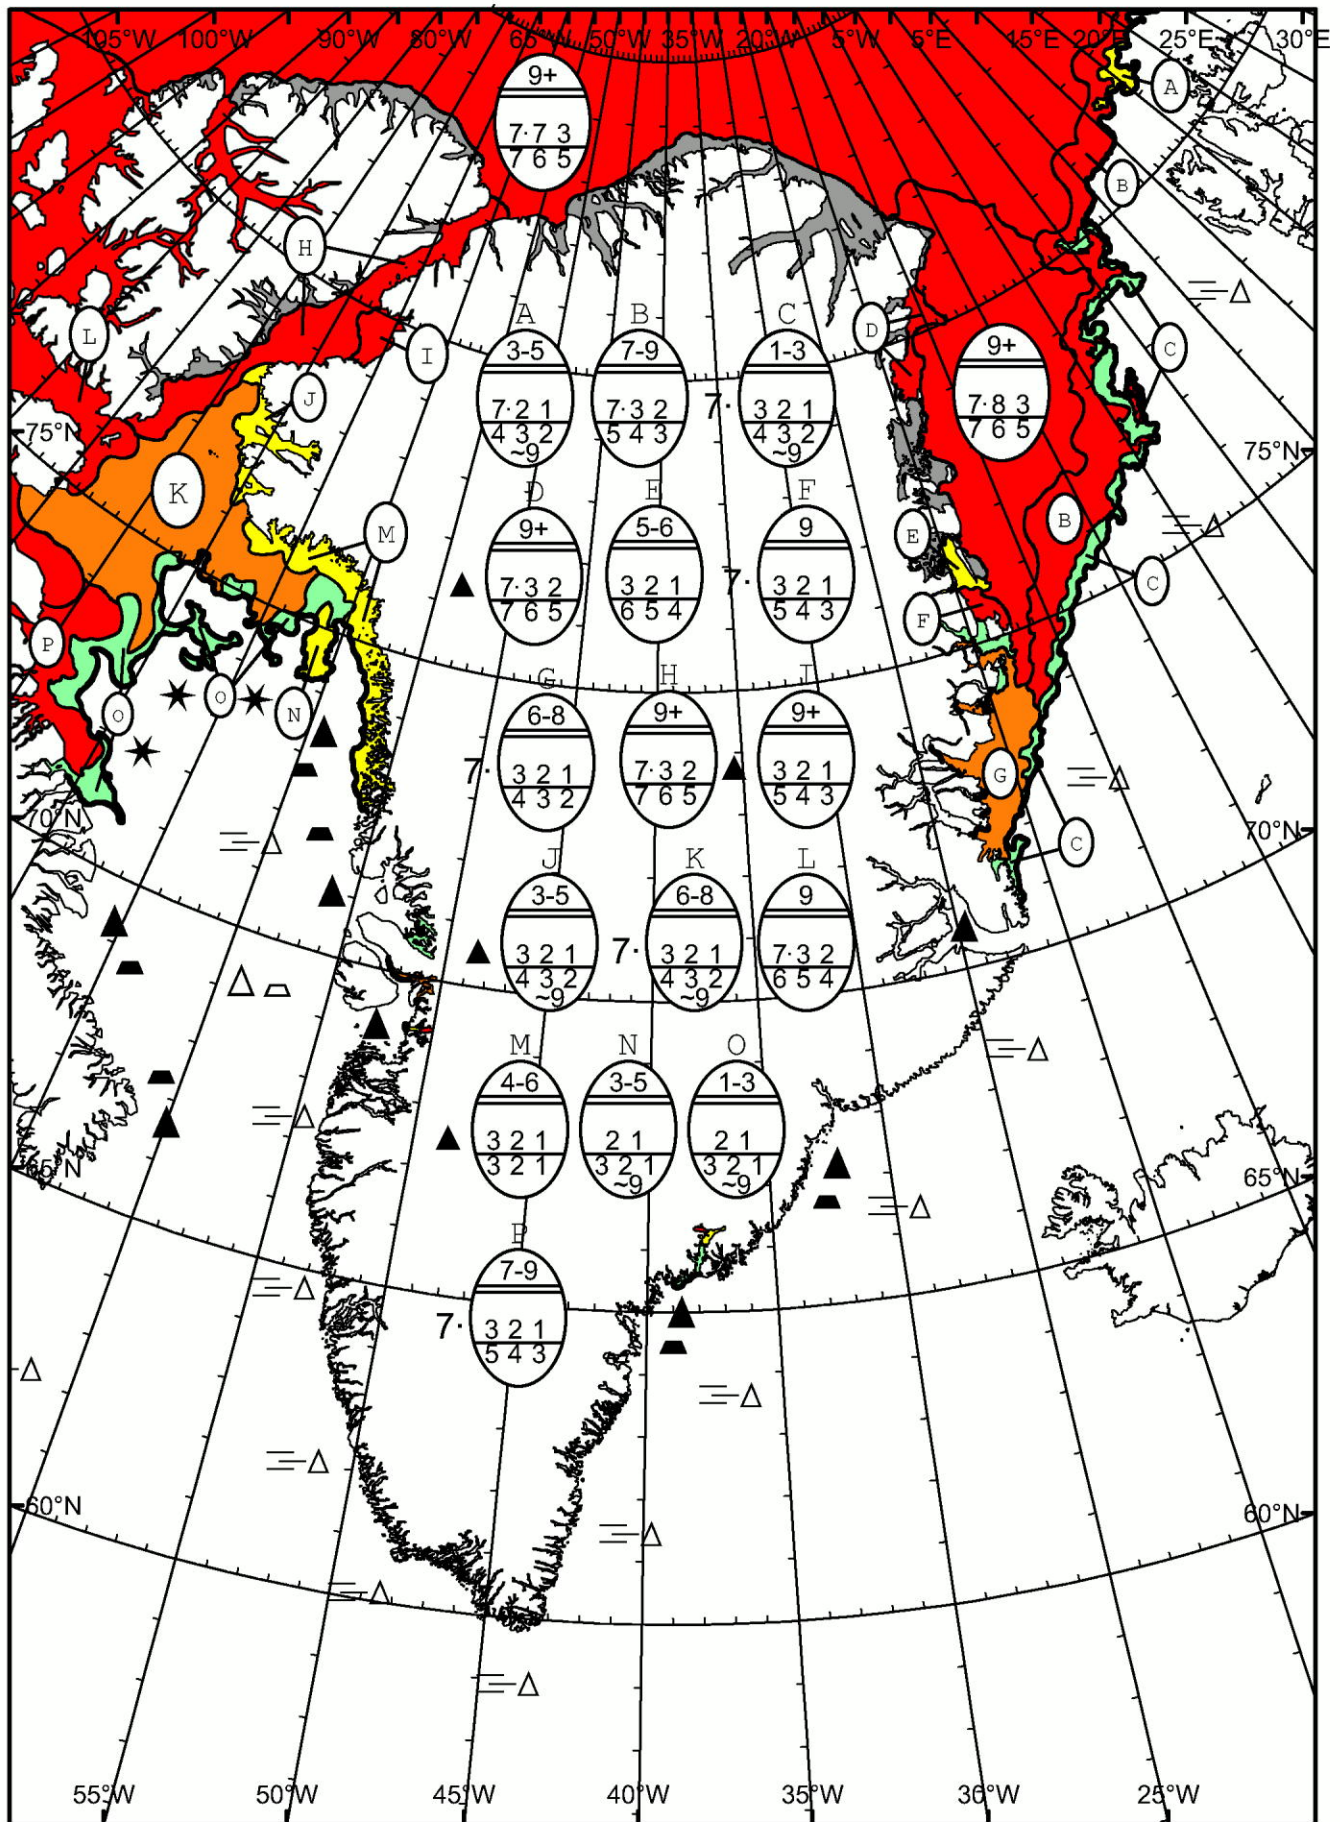 105°W 100°W 90°W 80°W 65°W 50°W 35°W 20°W 5°W 5°E 15°E 20°E 25°E 30°E
9+
7·7 3
7 6 5
A
B
H
L
I
J
D
C
A B C
3-5 7-9 1-3
7·2 1 7·3 2 7· 3 2 1
4 3 2 5 4 3 4 3 2
~9 ~9
9+
7·8 3
7 6 5
75°N
75°N
K
M
E
B
C
D E F
9+ 5-6 9
7·3 2 3 2 1 7· 3 2 1
7 6 5 6 5 4 5 4 3
F
P
O
O
N
G H I
6-8 9+ 9+
7· 3 2 1 7·3 2 3 2 1
4 3 2 7 6 5 5 4 3
G
70°N
70°N
C
J K L
3-5 6-8 9
3 2 1 7· 3 2 1 7·3 2
4 3 2 4 3 2 6 5 4
~9 ~9
M N O
4-6 3-5 1-3
3 2 1 2 1 2 1
3 2 1 3 2 1 3 2 1
~9 ~9
65°N
65°N
P
7-9
7· 3 2 1
5 4 3
60°N
60°N
55°W 50°W 45°W 40°W 35°W 30°W 25°W